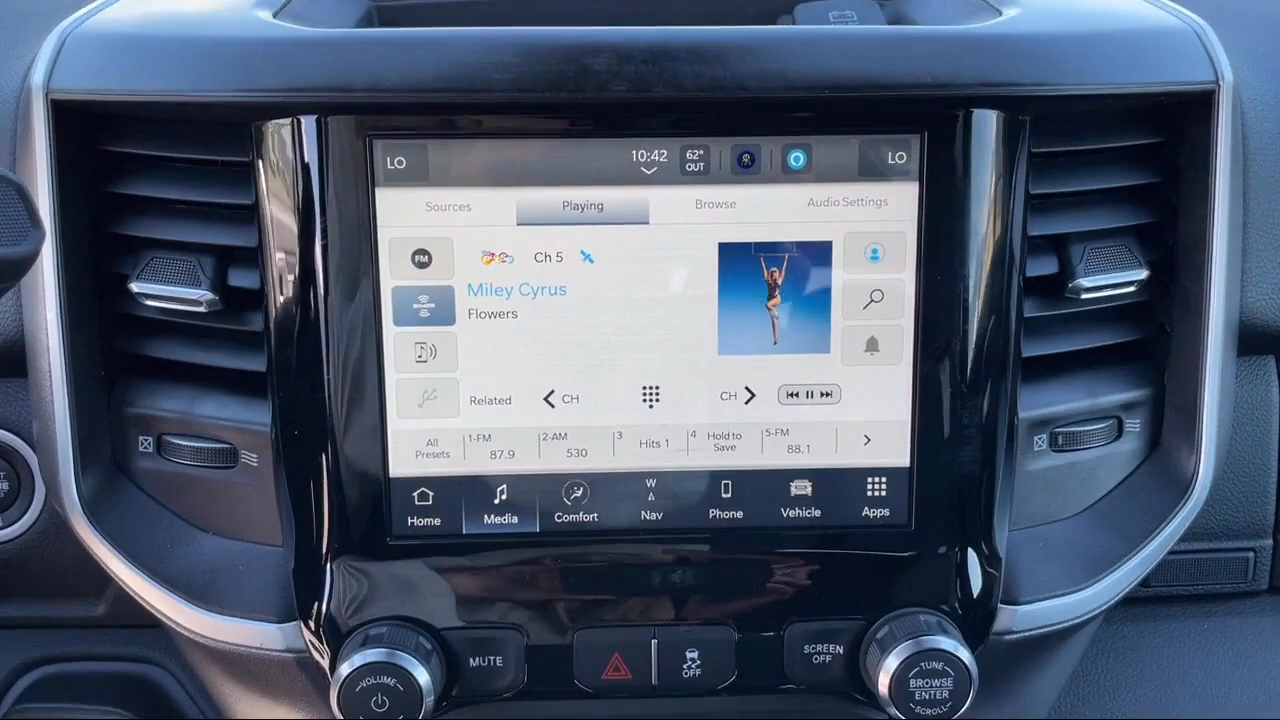 LO
10:42
62°
OUT
LO
Sources
Playing
Browse
Audio Settings
FM
Ch 5
Miley Cyrus
Flowers
Related
CH
CH
All
Presets
1-FM
87.9
2-AM
530
3
Hits 1
4
Hold to
Save
5-FM
88.1
Home
Media
Comfort
W
Nav
Phone
Vehicle
Apps
MUTE
OFF
SCREEN
OFF
VOLUME
TUNE
BROWSE
ENTER
SCROLL